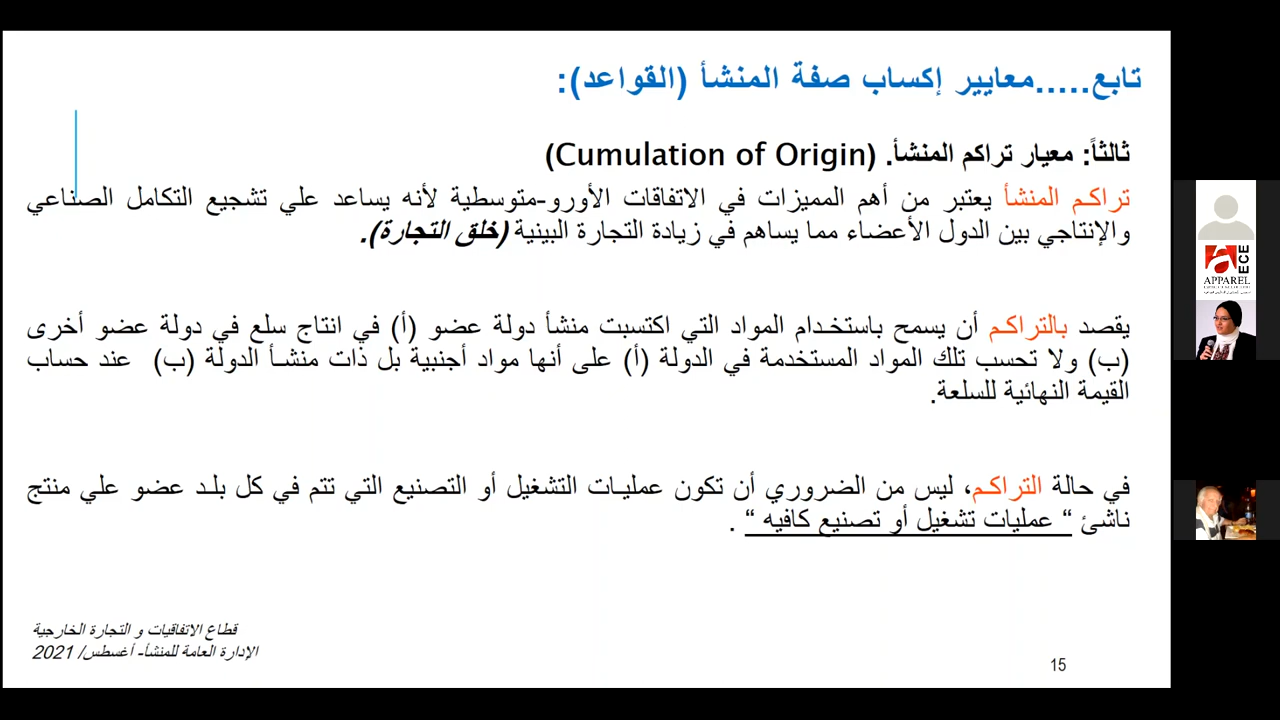 تابع.....معايير إكساب صفة المنشأ (القواعد):
ثالثاً: معيار تراكم المنشأ. (Cumulation of Origin)
تراكم المنشأ يعتبر من أهم المميزات في الاتفاقات الأورو-متوسطية لأنه يساعد علي تشجيع التكامل الصناعي
والإنتاجي بين الدول الأعضاء مما يساهم في زيادة التجارة البينية (خلق التجارة).
يقصد بالتراكم أن يسمح باستخدام المواد التي اكتسبت منشأ دولة عضو (أ) في انتاج سلع في دولة عضو أخرى
(ب) ولا تحسب تلك المواد المستخدمة في الدولة (أ) على أنها مواد أجنبية بل ذات منشأ الدولة (ب) عند حساب
القيمة النهائية للسلعة.
في حالة التراكم، ليس من الضروري أن تكون عمليات التشغيل أو التصنيع التي تتم في كل بلد عضو علي منتج
ناشئ “ عمليات تشغيل أو تصنيع كافيه “ .
قطاع الاتفاقيات و التجارة الخارجية
الإدارة العامة للمنشأ- أغسطس/ 2021
15
ECE
APPAREL